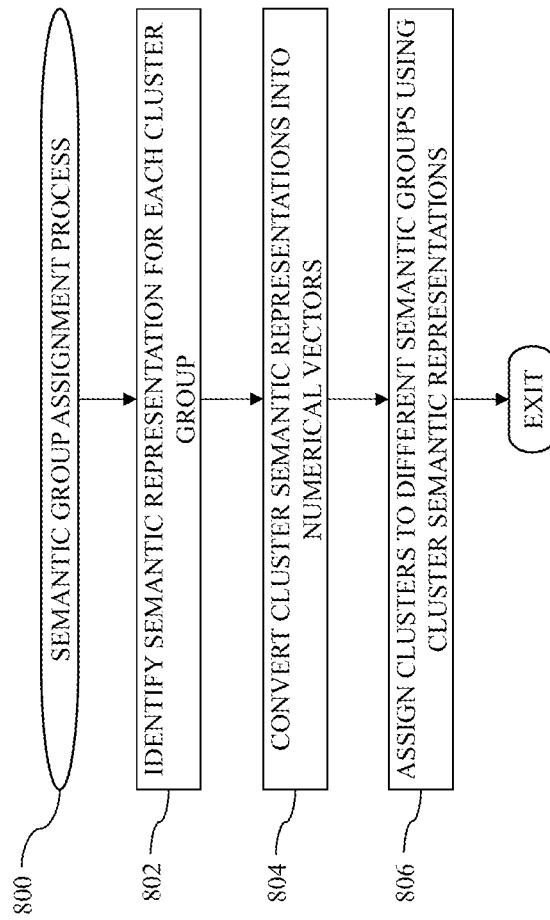 800
SEMANTIC GROUP ASSIGNMENT PROCESS
802
IDENTIFY SEMANTIC REPRESENTATION FOR EACH CLUSTER
GROUP
804
CONVERT CLUSTER SEMANTIC REPRESENTATIONS INTO
NUMERICAL VECTORS
806
ASSIGN CLUSTERS TO DIFFERENT SEMANTIC GROUPS USING
CLUSTER SEMANTIC REPRESENTATIONS
EXIT